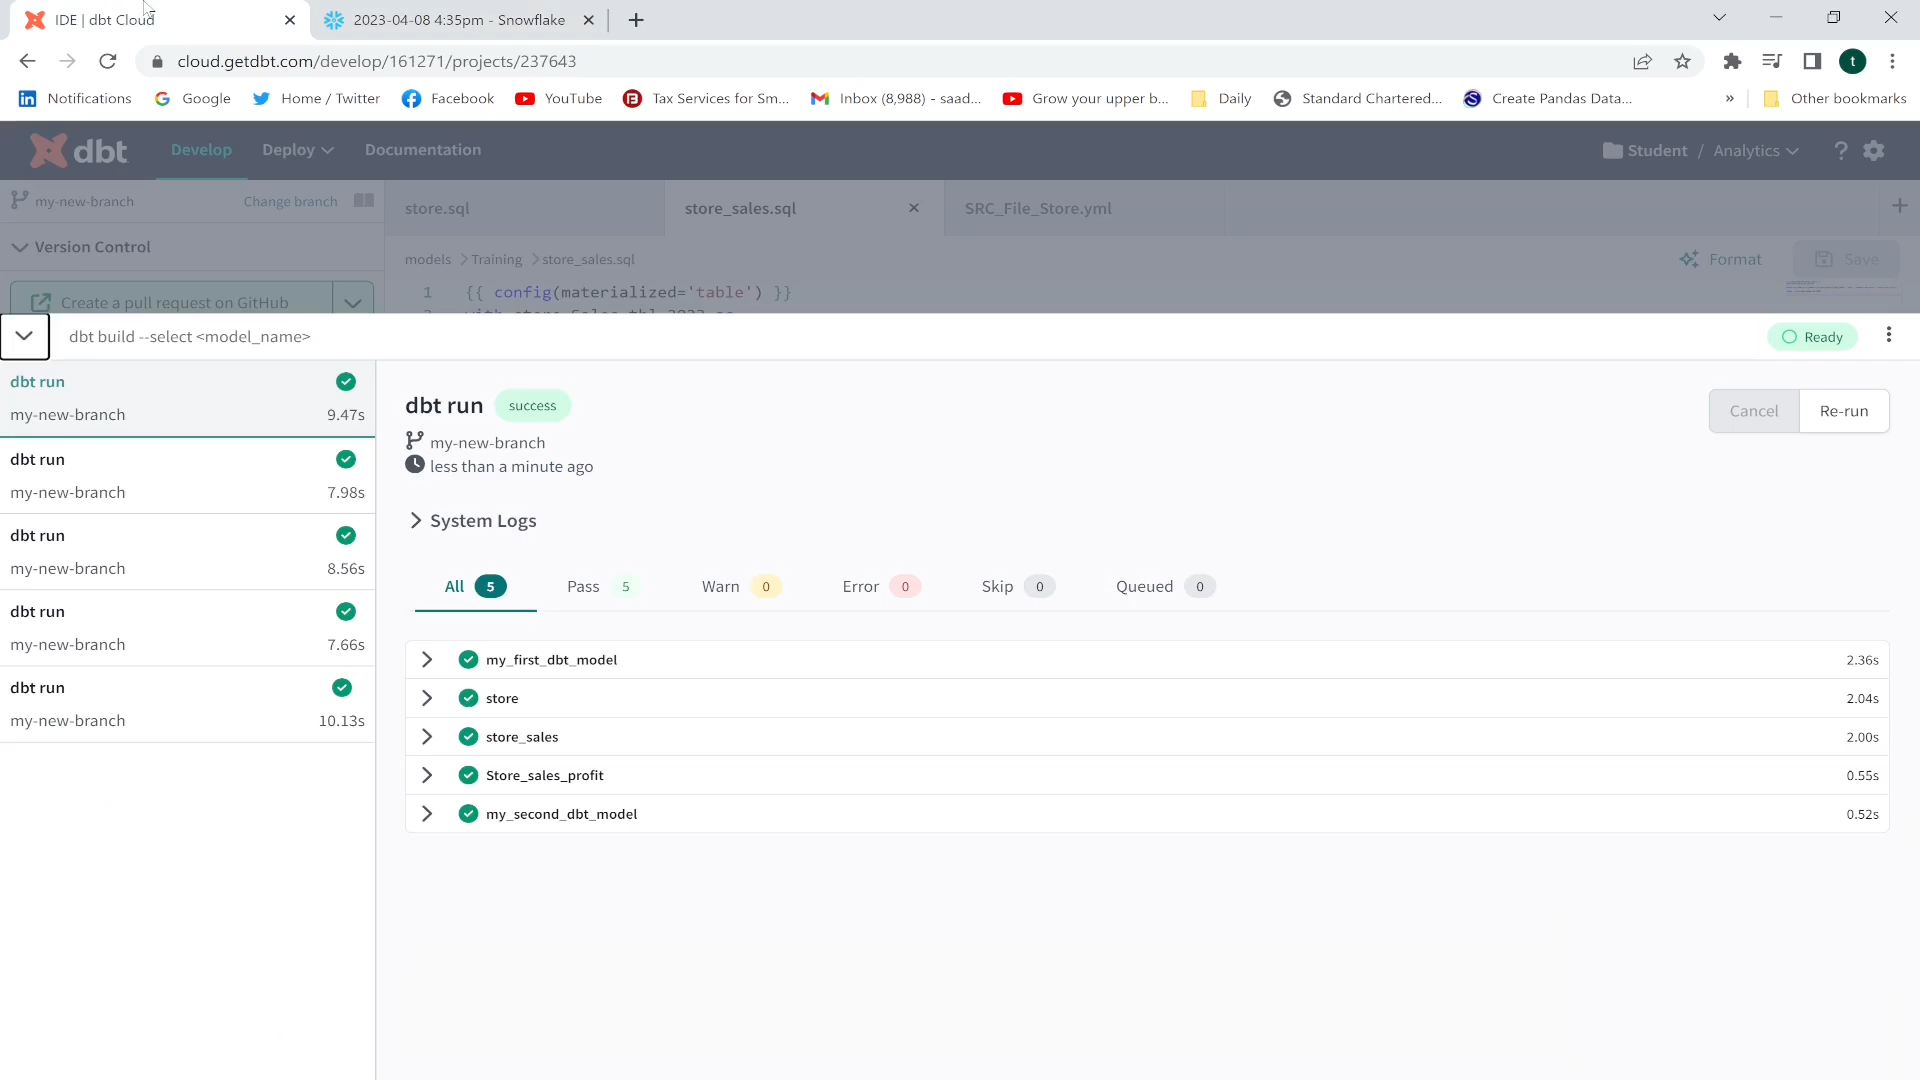 IDE | dbt Cloud
2023-04-08 4:35pm - Snowflake
cloud.getdbt.com/develop/161271/projects/237643
t
Notifications
Google
Home / Twitter
Facebook
YouTube
Tax Services for Sm...
Inbox (8,988) - saad...
Grow your upper b...
Daily
Standard Chartered...
Create Pandas Data...
»
Other bookmarks
dbt
Develop
Deploy
Documentation
Student / Analytics
?
my-new-branch
Change branch
store.sql
store_sales.sql
SRC_File_Store.yml
Version Control
models > Training > store_sales.sql
Format
Save
Create a pull request on GitHub
1 {{ config(materialized='table') }}
dbt build --select <model_name>
Ready
dbt run
my-new-branch 9.47s
dbt run
my-new-branch 7.98s
dbt run
my-new-branch 8.56s
dbt run
my-new-branch 7.66s
dbt run
my-new-branch 10.13s
dbt run success
Cancel
Re-run
my-new-branch
less than a minute ago
System Logs
All 5 Pass 5 Warn 0 Error 0 Skip 0 Queued 0
my_first_dbt_model 2.36s
store 2.04s
store_sales 2.00s
Store_sales_profit 0.55s
my_second_dbt_model 0.52s